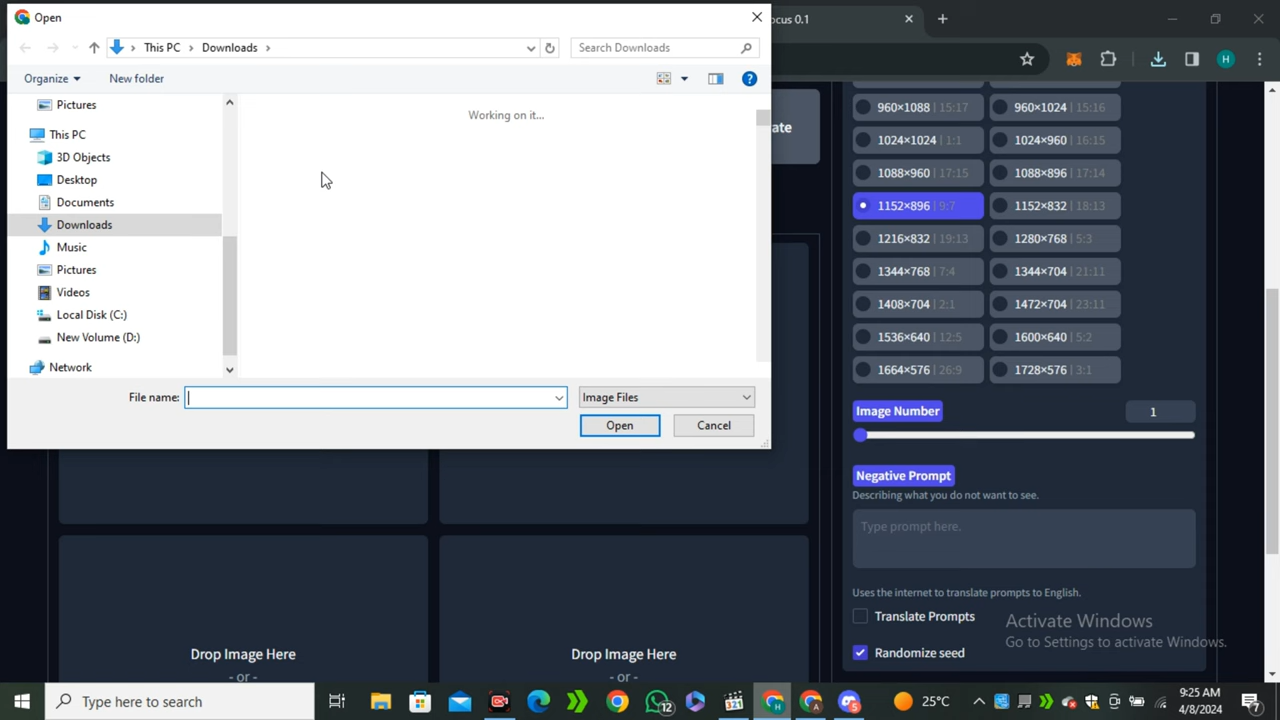 Open
ocus 0.1
This PC
Downloads
Search Downloads
Organize
New folder
H
Pictures
This PC
3D Objects
Desktop
Documents
Downloads
Music
Pictures
Videos
Local Disk (C:)
New Volume (D:)
Network
Working on it...
File name:
Image Files
Open
Cancel
ate
960×1088 | 15:17
960×1024 | 15:16
1024×1024 | 1:1
1024×960 | 16:15
1088×960 | 17:15
1088×896 | 17:14
1152×896 | 9:7
1152×832 | 18:13
1216×832 | 19:13
1280×768 | 5:3
1344×768 | 7:4
1344×704 | 21:11
1408×704 | 2:1
1472×704 | 23:11
1536×640 | 12:5
1600×640 | 5:2
1664×576 | 26:9
1728×576 | 3:1
Image Number
1
Negative Prompt
Describing what you do not want to see.
Type prompt here.
Uses the internet to translate prompts to English.
Translate Prompts
Randomize seed
Drop Image Here
- or -
Drop Image Here
- or -
Activate Windows
Go to Settings to activate Windows.
Type here to search
12
321
H
A
25°C
9:25 AM
4/8/2024
7